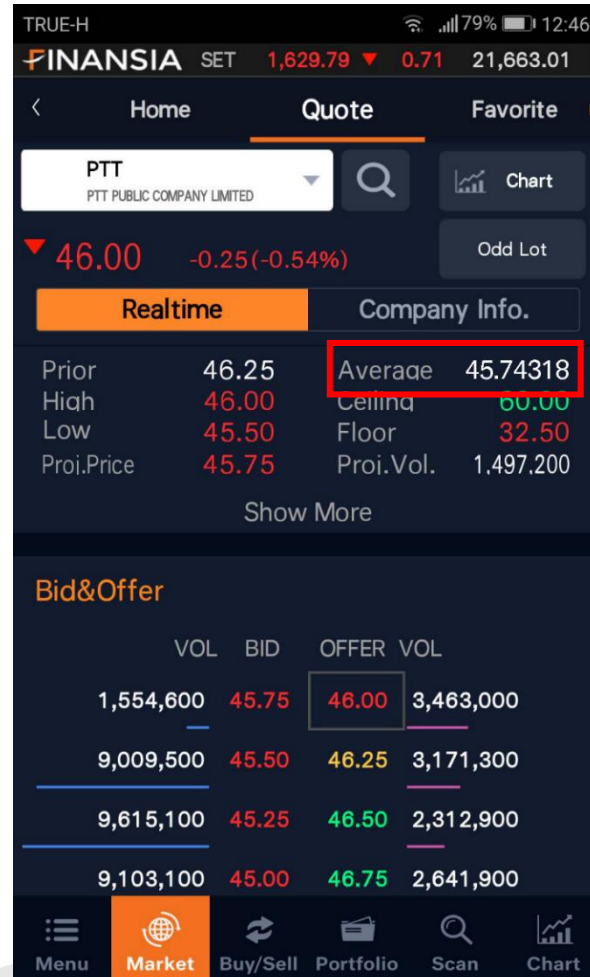 TRUE-H 79% 12:46
FINANSIA SET 1,629.79 ▼ 0.71 21,663.01
Home Quote Favorite
PTT
PTT PUBLIC COMPANY LIMITED
Chart
▼ 46.00 -0.25(-0.54%) Odd Lot
Realtime Company Info.
Prior 46.25 Average 45.74318
High 46.00 Ceiling 60.00
Low 45.50 Floor 32.50
Proj.Price 45.75 Proj.Vol. 1,497,200
Show More
Bid&Offer
VOL BID OFFER VOL
1,554,600 45.75 46.00 3,463,000
9,009,500 45.50 46.25 3,171,300
9,615,100 45.25 46.50 2,312,900
9,103,100 45.00 46.75 2,641,900
Menu Market Buy/Sell Portfolio Scan Chart